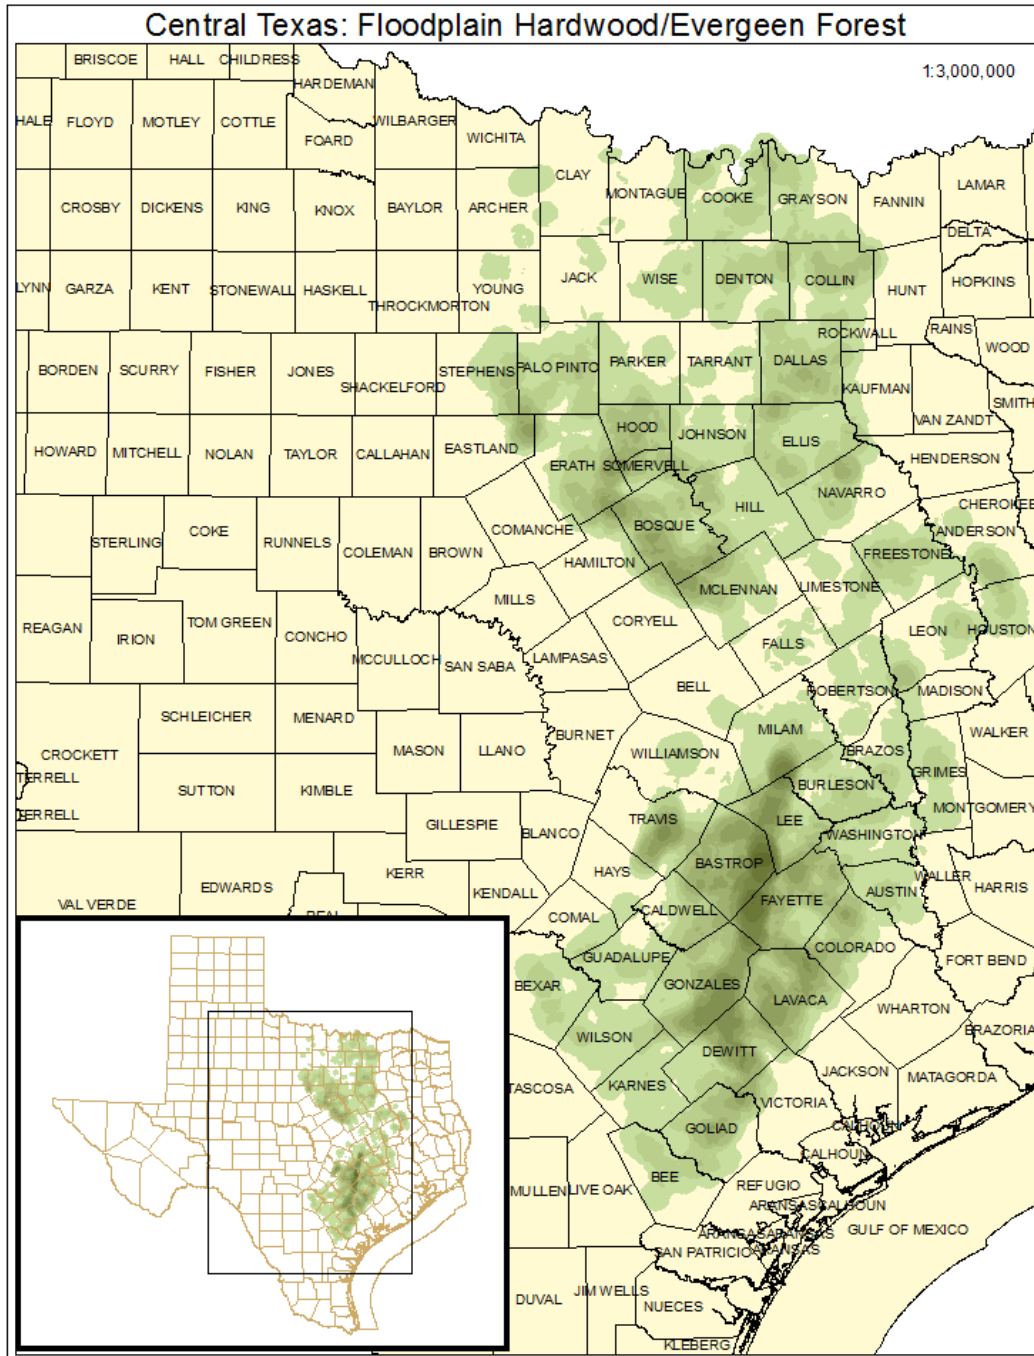 Central Texas: Floodplain Hardwood/Evergeen Forest
1:3,000,000
BRISCOE HALL CHILDRESS
HARDEMAN
HALE FLOYD MOTLEY COTTLE WILBARGER
FOARD WICHITA
CLAY
MONTAGUE COOKE GRAYSON FANNIN LAMAR
CROSBY DICKENS KING KNOX BAYLOR ARCHER
DELTA
LYNN GARZA KENT STONEWALL HASKELL YOUNG JACK WISE DENTON COLLIN HUNT HOPKINS
THROCKMORTON
ROCKWALL RAINS
WOOD
BORDEN SCURRY FISHER JONES SHACKELFORD STEPHENS PALO PINTO PARKER TARRANT DALLAS
KAUFMAN
SMITH
VAN ZANDT
HOWARD MITCHELL NOLAN TAYLOR CALLAHAN EASTLAND HOOD JOHNSON ELLIS
HENDERSON
ERATH SOMERVELL
NAVARRO
CHEROKEE
STERLING COKE RUNNELS COLEMAN BROWN COMANCHE BOSQUE HILL ANDERSON
HAMILTON FREESTONE
MILLS MCLENNAN LIMESTONE
REAGAN IRION TOM GREEN CONCHO CORYELL FALLS LEON HOUSTON
MCCULLOCH SAN SABA LAMPASAS
BELL ROBERTSON MADISON
SCHLEICHER MENARD
CROCKETT MASON LLANO BURNET WILLIAMSON MILAM BRAZOS WALKER
TERRELL
SUTTON KIMBLE BURLESON GRIMES
TERRELL
GILLESPIE BLANCO TRAVIS LEE WASHINGTON MONTGOMERY
VAL VERDE EDWARDS KERR KENDALL HAYS BASTROP WALLER HARRIS
AUSTIN
FAYETTE
COMAL CALDWELL
COLORADO
BEXAR GUADALUPE FORT BEND
GONZALES LAVACA
WHARTON
WILSON BRAZORIA
DEWITT
TASCOSA KARNES JACKSON MATAGORDA
VICTORIA
GOLIAD CALHOUN
CALHOUN
MULLEN LIVE OAK BEE REFUGIO
ARANSAS CALHOUN
ARANSAS ARANSAS GULF OF MEXICO
SAN PATRICIO ARANSAS
DUVAL JIM WELLS NUECES
KLEBERG